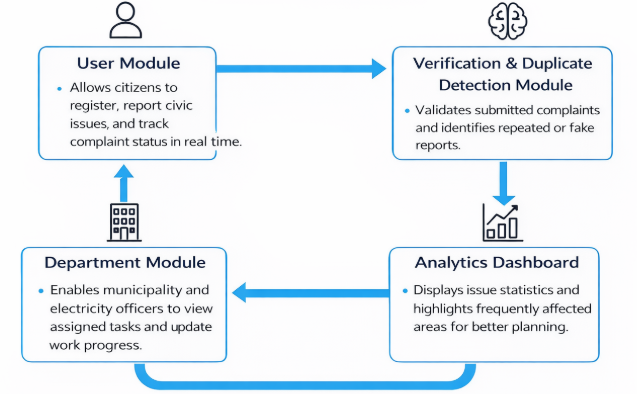 User Module
• Allows citizens to
register, report civic
issues, and track
complaint status in real time.
Verification & Duplicate
Detection Module
• Validates submitted complaints
and identifies repeated or fake
reports.
Department Module
• Enables municipality and
electricity officers to view
assigned tasks and update
work progress.
Analytics Dashboard
• Displays issue statistics and
highlights frequently affected
areas for better planning.